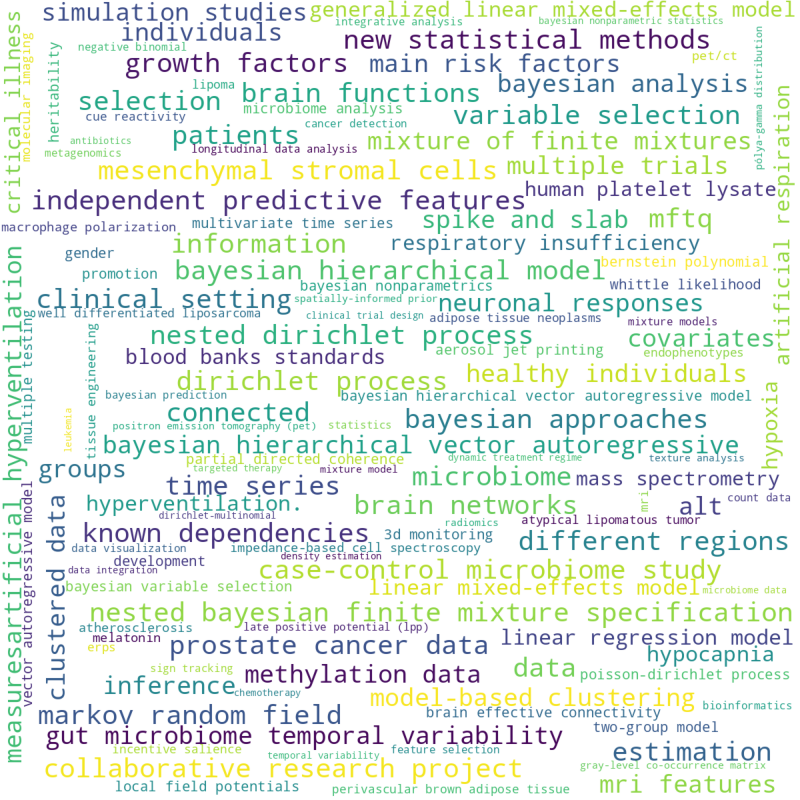 simulation studies
generalized linear mixed-effects model
integrative analysis
bayesian nonparametric statistics
individuals
new statistical methods
negative binomial
pet/ct
growth factors
main risk factors
bayesian analysis
lipoma
selection
brain functions
variable selection
microbiome analysis
cue reactivity
cancer detection
patients
mixture of finite mixtures
antibiotics
longitudinal data analysis
metagenomics
mesenchymal stromal cells
multiple trials
independent predictive features
human platelet lysate
macrophage polarization
multivariate time series
spike and slab
mftq
information
respiratory insufficiency
gender
bernstein polynomial
promotion
bayesian hierarchical model
bayesian nonparametrics
whittle likelihood
clinical setting
spatially-informed prior
neuronal responses
well differentiated liposarcoma
clinical trial design
adipose tissue neoplasms
mixture models
nested dirichlet process
covariates
blood banks standards
aerosol jet printing
endophenotypes
dirichlet process
healthy individuals
bayesian prediction
bayesian hierarchical vector autoregressive model
connected
bayesian approaches
positron emission tomography (pet)
statistics
bayesian hierarchical vector autoregressive
partial directed coherence
dynamic treatment regime
texture analysis
groups
targeted therapy
mixture model
microbiome
mass spectrometry
time series
hyperventilation.
brain networks
alt
count data
dirichlet-multinomial
radiomics
atypical lipomatous tumor
known dependencies
3d monitoring
different regions
data visualization
impedance-based cell spectroscopy
development
density estimation
data integration
case-control microbiome study
bayesian variable selection
linear mixed-effects model
microbiome data
nested bayesian finite mixture specification
atherosclerosis
late positive potential (lpp)
melatonin
erps
prostate cancer data
linear regression model
hypocapnia
sign tracking
methylation data
data
poisson-dirichlet process
inference
chemotherapy
model-based clustering
bioinformatics
markov random field
brain effective connectivity
two-group model
gut microbiome temporal variability
incentive salience
temporal variability
feature selection
estimation
collaborative research project
gray-level co-occurrence matrix
local field potentials
perivascular brown adipose tissue
mri features
critical illness
molecular imaging
heritability
pólya-gamma distribution
artificial respiration
measuresartificial hyperventilation
multiple testing
tissue engineering
leukemia
hypoxia
vector autoregressive model
clustered data
mri